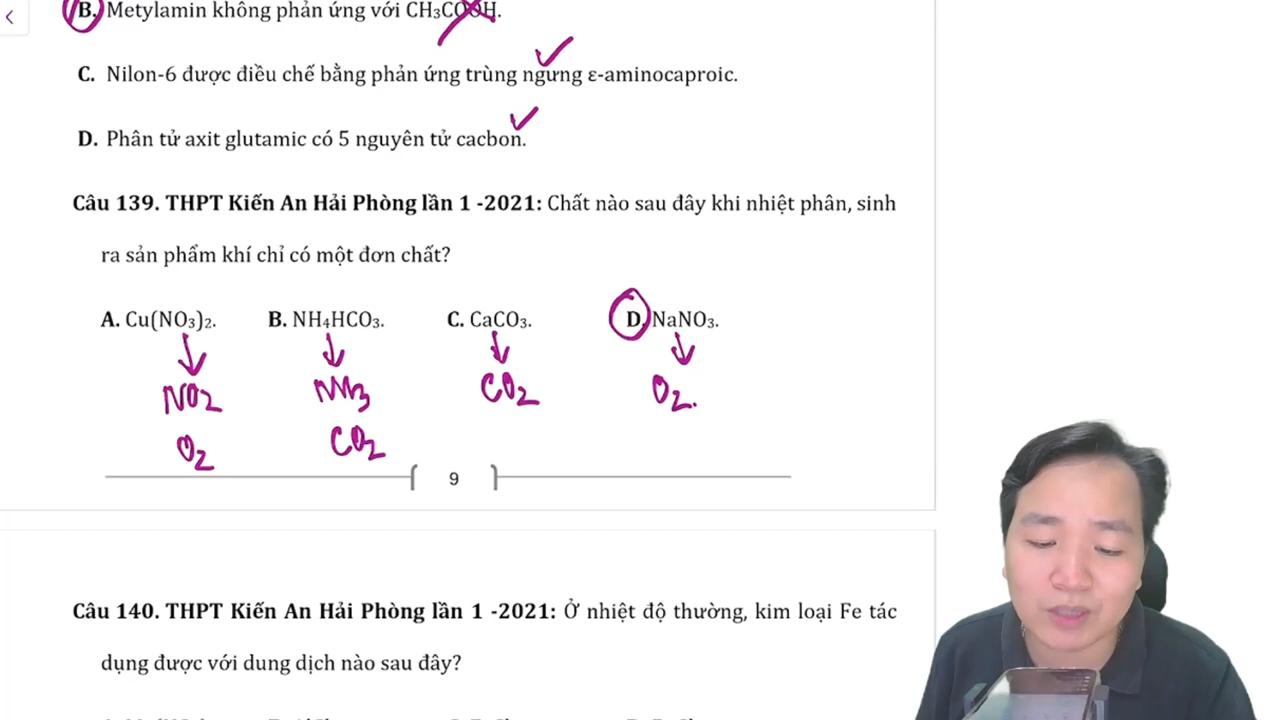 B. Metylamin không phản ứng với CH₃COOH.
C. Nilon-6 được điều chế bằng phản ứng trùng ngưng ε-aminocaproic.
D. Phân tử axit glutamic có 5 nguyên tử cacbon.
Câu 139. THPT Kiến An Hải Phòng lần 1 -2021: Chất nào sau đây khi nhiệt phân, sinh
ra sản phẩm khí chỉ có một đơn chất?
A. Cu(NO₃)₂. B. NH₄HCO₃. C. CaCO₃. D. NaNO₃.
NO2 NH3 CO2 O2.
O2 CO2
9
Câu 140. THPT Kiến An Hải Phòng lần 1 -2021: Ở nhiệt độ thường, kim loại Fe tác
dụng được với dung dịch nào sau đây?